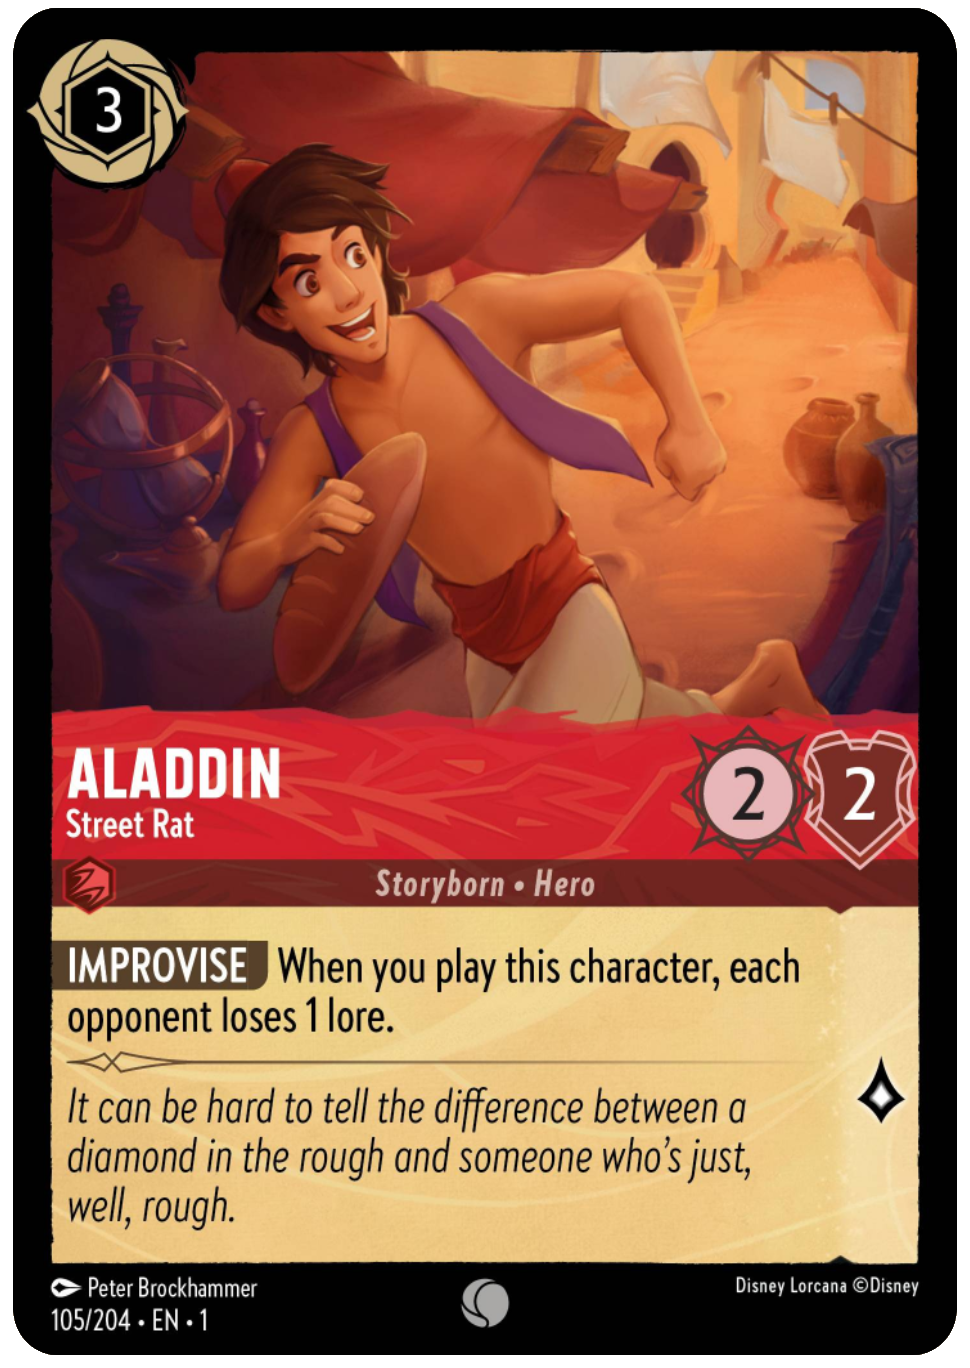 3
ALADDIN
Street Rat
2 2
Storyborn • Hero
IMPROVISE When you play this character, each
opponent loses 1 lore.
It can be hard to tell the difference between a
diamond in the rough and someone who's just,
well, rough.
Peter Brockhammer
105/204 • EN • 1
Disney Lorcana ©Disney